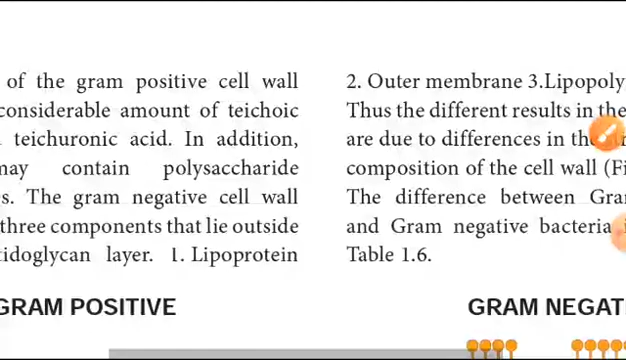 of the gram positive cell wall
considerable amount of teichoic
teichuronic acid. In addition,
may contain polysaccharide
The gram negative cell wall
three components that lie outside
layer. 1. Lipoprotein
2. Outer membrane 3.Lipopoly
Thus the different results in the
are due to differences in the
composition of the cell wall (Fi
The difference between Gra
and Gram negative bacteria
Table 1.6.
GRAM POSITIVE
GRAM NEGAT